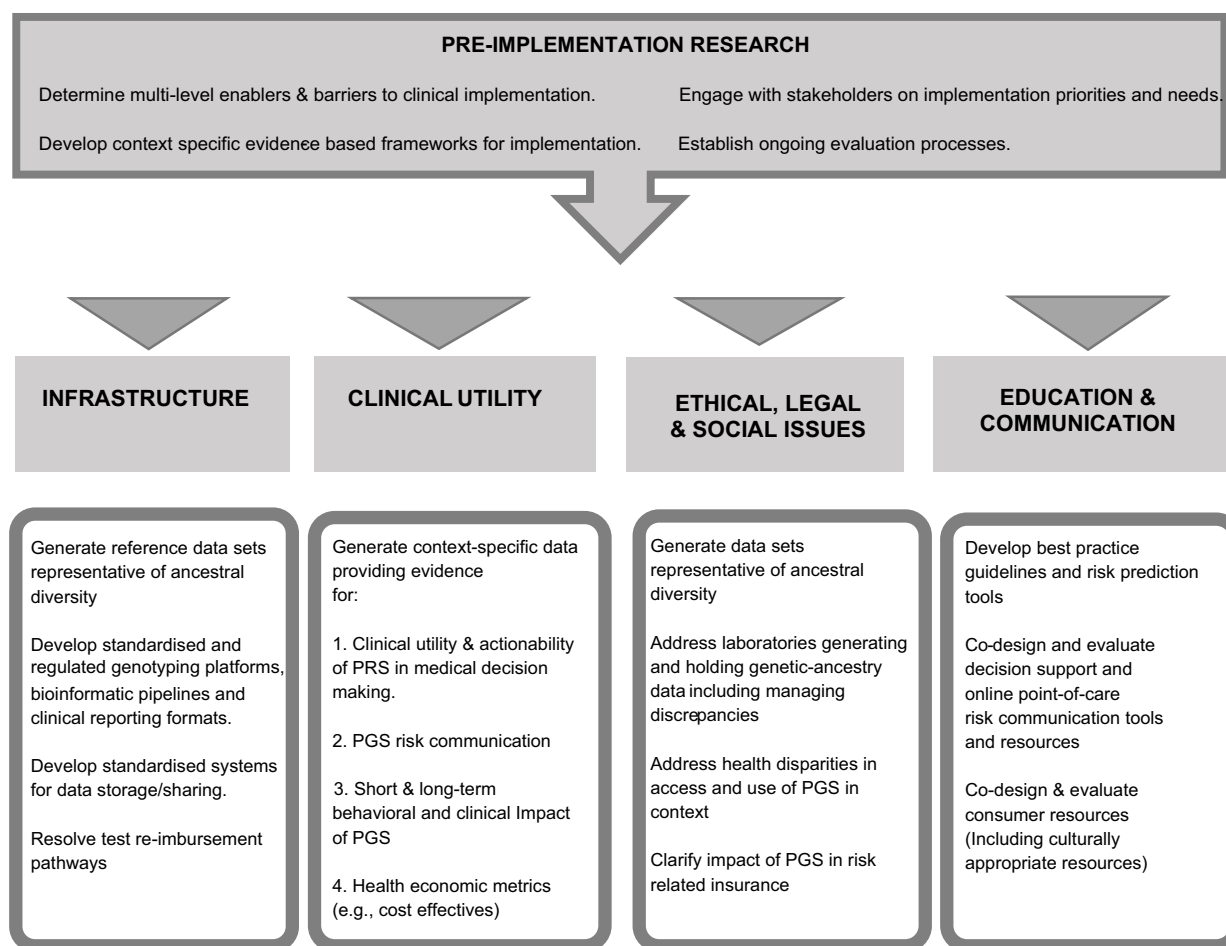 PRE-IMPLEMENTATION RESEARCH
Determine multi-level enablers & barriers to clinical implementation.
Engage with stakeholders on implementation priorities and needs.
Develop context specific evidence based frameworks for implementation.
Establish ongoing evaluation processes.
INFRASTRUCTURE
Generate reference data sets
representative of ancestral
diversity
Develop standardised and
regulated genotyping platforms,
bioinformatic pipelines and
clinical reporting formats.
Develop standardised systems
for data storage/sharing.
Resolve test re-imbursement
pathways
CLINICAL UTILITY
Generate context-specific data
providing evidence
for:
1. Clinical utility & actionability
of PRS in medical decision
making.
2. PGS risk communication
3. Short & long-term
behavioral and clinical Impact
of PGS
4. Health economic metrics
(e.g., cost effectives)
ETHICAL, LEGAL
& SOCIAL ISSUES
Generate data sets
representative of ancestral
diversity
Address laboratories generating
and holding genetic-ancestry
data including managing
discrepancies
Address health disparities in
access and use of PGS in
context
Clarify impact of PGS in risk
related insurance
EDUCATION &
COMMUNICATION
Develop best practice
guidelines and risk prediction
tools
Co-design and evaluate
decision support and
online point-of-care
risk communication tools
and resources
Co-design & evaluate
consumer resources
(Including culturally
appropriate resources)